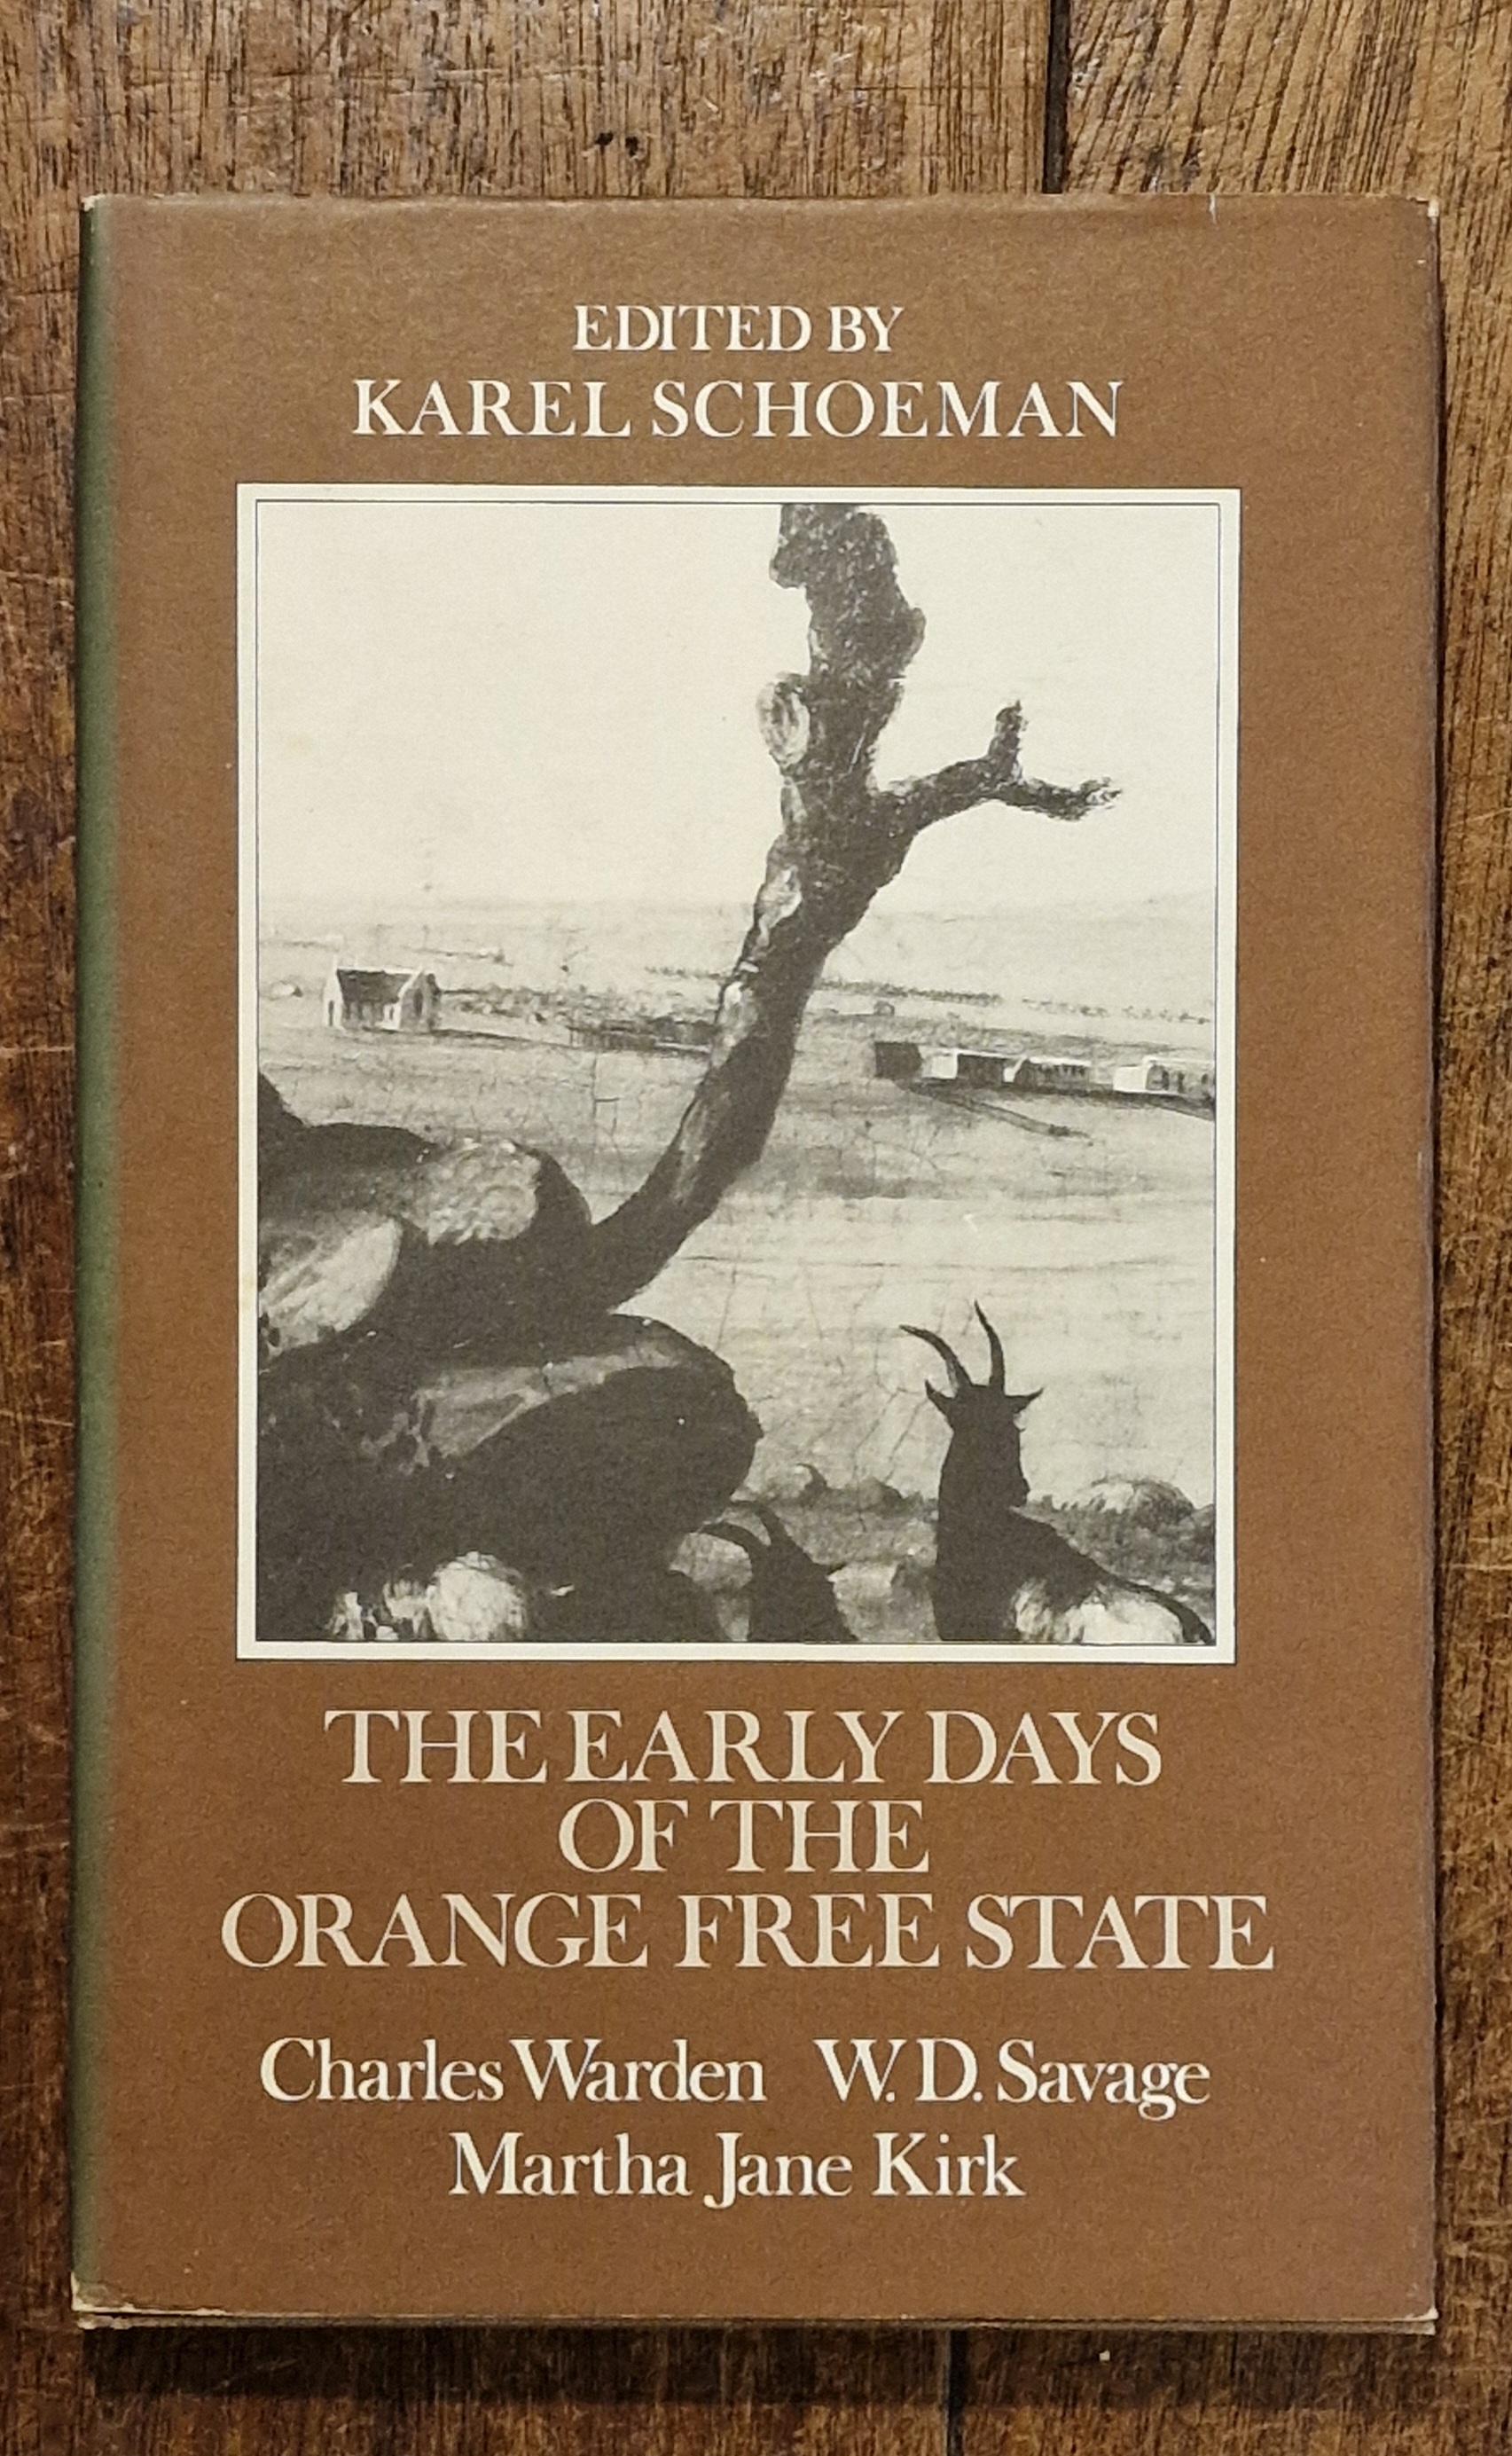 EDITED BY
KAREL SCHOEMAN
THE EARLY DAYS
OF THE
ORANGE FREE STATE
Charles Warden W. D. Savage
Martha Jane Kirk